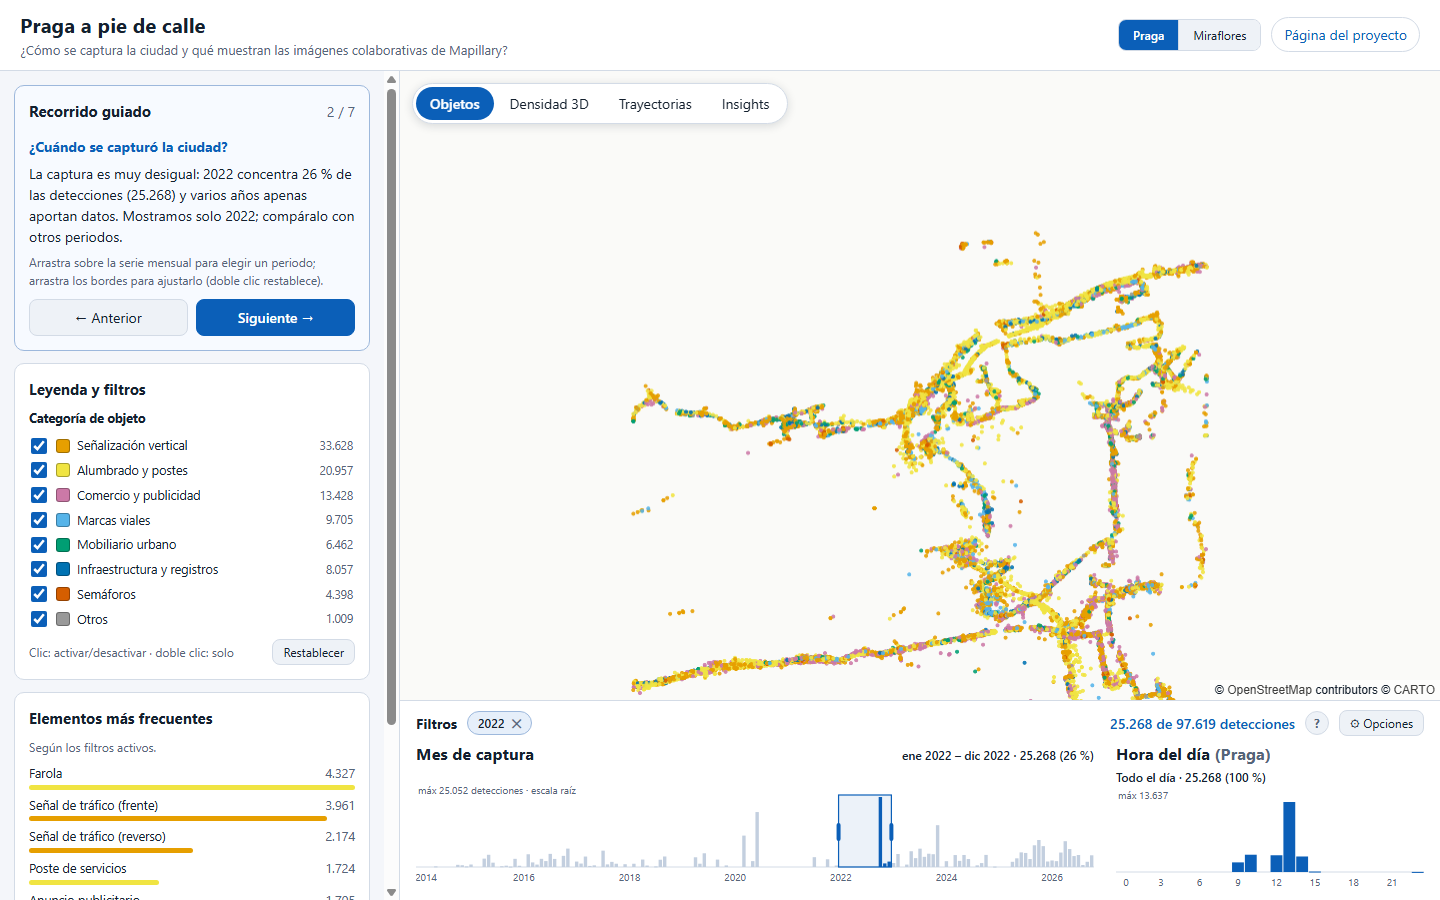 Praga a pie de calle
¿Cómo se captura la ciudad y qué muestran las imágenes colaborativas de Mapillary?
Praga
Miraflores
Página del proyecto
Recorrido guiado
2 / 7
¿Cuándo se capturó la ciudad?
La captura es muy desigual: 2022 concentra 26 % de
las detecciones (25.268) y varios años apenas
aportan datos. Mostramos solo 2022; compáralo con
otros periodos.
Arrastra sobre la serie mensual para elegir un periodo;
arrastra los bordes para ajustarlo (doble clic restablece).
← Anterior
Siguiente →
Leyenda y filtros
Categoría de objeto
Señalización vertical 33.628
Alumbrado y postes 20.957
Comercio y publicidad 13.428
Marcas viales 9.705
Mobiliario urbano 6.462
Infraestructura y registros 8.057
Semáforos 4.398
Otros 1.009
Clic: activar/desactivar · doble clic: solo
Restablecer
Elementos más frecuentes
Según los filtros activos.
Farola 4.327
Señal de tráfico (frente) 3.961
Señal de tráfico (reverso) 2.174
Poste de servicios 1.724
Anuncio publicitario 1.705
Objetos
Densidad 3D
Trayectorias
Insights
© OpenStreetMap contributors © CARTO
Filtros
2022 ✕
25.268 de 97.619 detecciones
?
⚙ Opciones
Mes de captura
ene 2022 – dic 2022 · 25.268 (26 %)
máx 25.052 detecciones · escala raíz
2014 2016 2018 2020 2022 2024 2026
Hora del día (Praga)
Todo el día · 25.268 (100 %)
máx 13.637
0 3 6 9 12 15 18 21